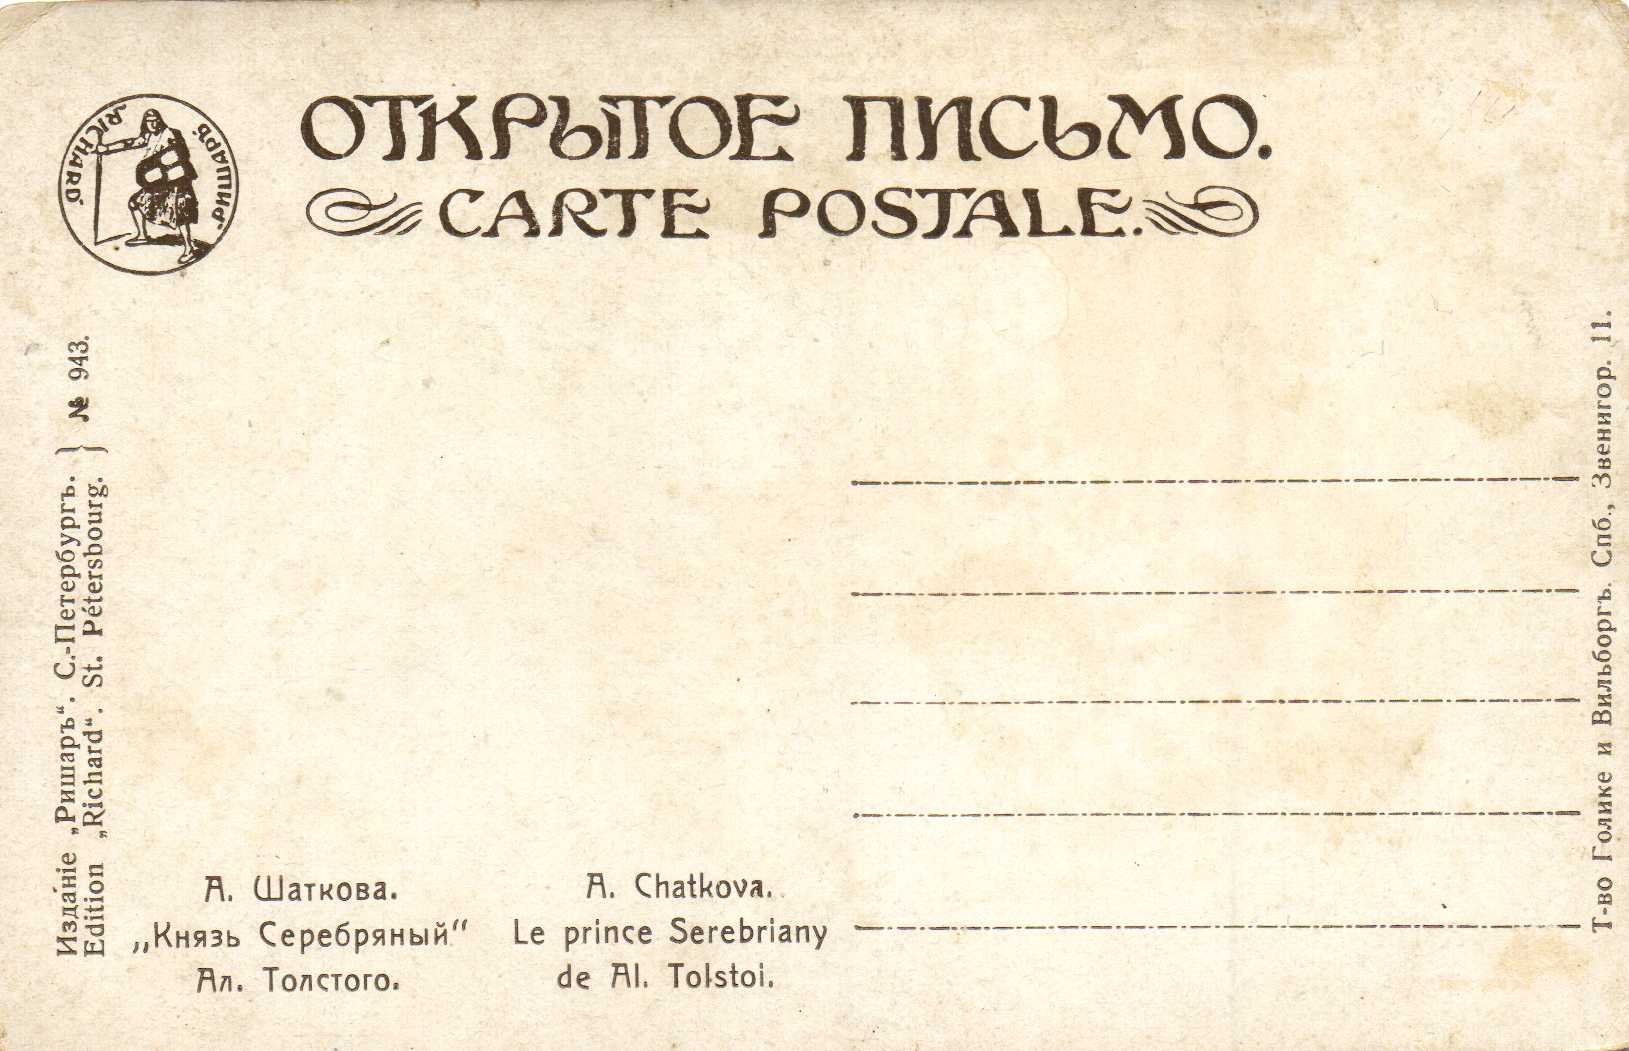 ОТКРЫТОЕ ПИСЬМО.
CARTE POSTALE.
„RICHARD“
„РИШАРЪ“
Изданіе „Ришаръ“. С.-Петербургъ. } № 943.
Edition „Richard“. St. Pétersbourg.
А. Шаткова.
„Князь Серебряный“
Ал. Толстого.
A. Chatkova.
Le prince Serebriany
de Al. Tolstoi.
Т-во Голике и Вильборгъ. Спб., Звенигор. 11.